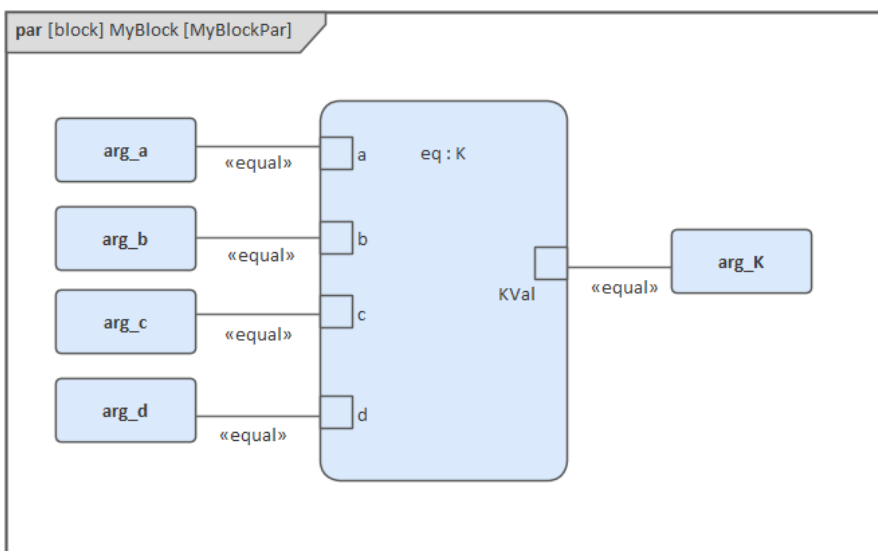 par [block] MyBlock [MyBlockPar]
arg_a
«equal»
a
eq : K
arg_b
«equal»
b
arg_c
«equal»
c
arg_d
«equal»
d
KVal
«equal»
arg_K